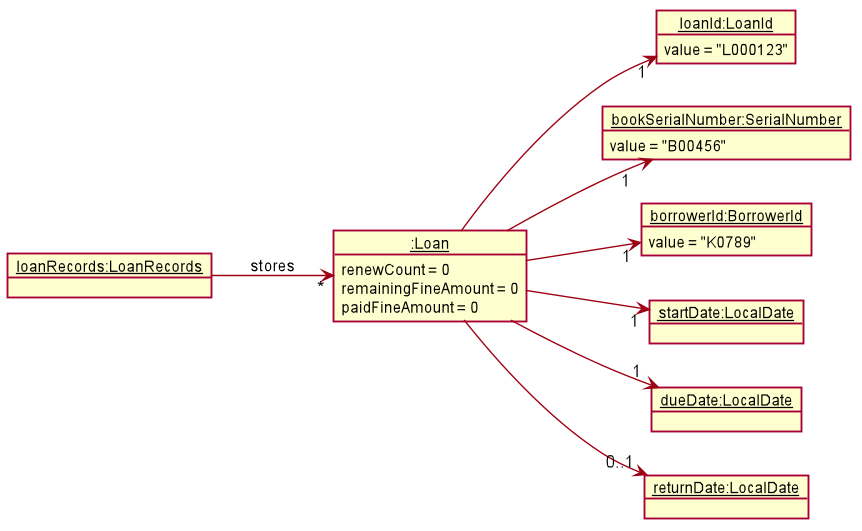 loanId:LoanId
value = "L000123"
1
bookSerialNumber:SerialNumber
value = "B00456"
1
borrowerId:BorrowerId
value = "K0789"
1
loanRecords:LoanRecords
stores
*
:Loan
renewCount = 0
remainingFineAmount = 0
paidFineAmount = 0
startDate:LocalDate
1
dueDate:LocalDate
1
returnDate:LocalDate
0..1